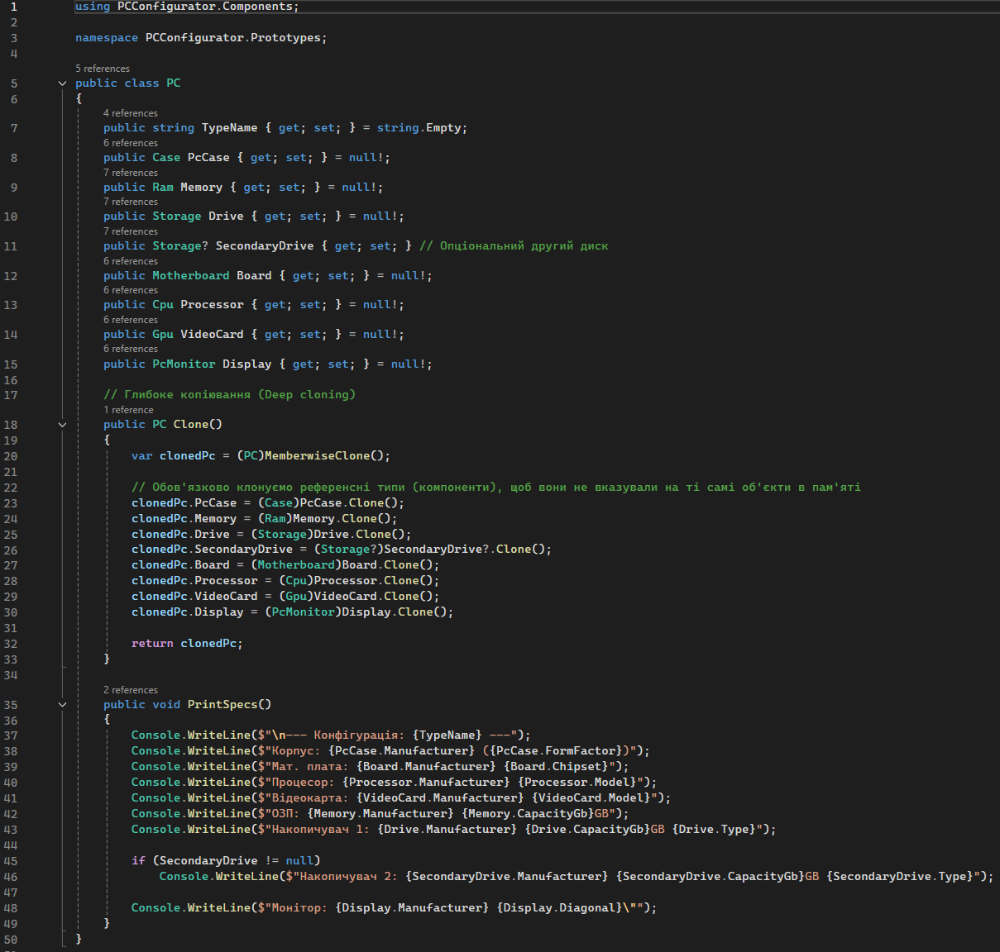 1 using PCConfigurator.Components;
2
3 namespace PCConfigurator.Prototypes;
4
5 references
5 public class PC
6 {
4 references
7 public string TypeName { get; set; } = string.Empty;
6 references
8 public Case PcCase { get; set; } = null!;
7 references
9 public Ram Memory { get; set; } = null!;
7 references
10 public Storage Drive { get; set; } = null!;
7 references
11 public Storage? SecondaryDrive { get; set; } // Опціональний другий диск
6 references
12 public Motherboard Board { get; set; } = null!;
6 references
13 public Cpu Processor { get; set; } = null!;
6 references
14 public Gpu VideoCard { get; set; } = null!;
6 references
15 public PcMonitor Display { get; set; } = null!;
16
17 // Глибоке копіювання (Deep cloning)
1 reference
18 public PC Clone()
19 {
20 var clonedPc = (PC)MemberwiseClone();
21
22 // Обов'язково клонуємо референсні типи (компоненти), щоб вони не вказували на ті самі об'єкти в пам'яті
23 clonedPc.PcCase = (Case)PcCase.Clone();
24 clonedPc.Memory = (Ram)Memory.Clone();
25 clonedPc.Drive = (Storage)Drive.Clone();
26 clonedPc.SecondaryDrive = (Storage?)SecondaryDrive?.Clone();
27 clonedPc.Board = (Motherboard)Board.Clone();
28 clonedPc.Processor = (Cpu)Processor.Clone();
29 clonedPc.VideoCard = (Gpu)VideoCard.Clone();
30 clonedPc.Display = (PcMonitor)Display.Clone();
31
32 return clonedPc;
33 }
34
2 references
35 public void PrintSpecs()
36 {
37 Console.WriteLine($"\n--- Конфігурація: {TypeName} ---");
38 Console.WriteLine($"Корпус: {PcCase.Manufacturer} ({PcCase.FormFactor})");
39 Console.WriteLine($"Мат. плата: {Board.Manufacturer} {Board.Chipset}");
40 Console.WriteLine($"Процесор: {Processor.Manufacturer} {Processor.Model}");
41 Console.WriteLine($"Відеокарта: {VideoCard.Manufacturer} {VideoCard.Model}");
42 Console.WriteLine($"ОЗП: {Memory.Manufacturer} {Memory.CapacityGb}GB");
43 Console.WriteLine($"Накопичувач 1: {Drive.Manufacturer} {Drive.CapacityGb}GB {Drive.Type}");
44
45 if (SecondaryDrive != null)
46 Console.WriteLine($"Накопичувач 2: {SecondaryDrive.Manufacturer} {SecondaryDrive.CapacityGb}GB {SecondaryDrive.Type}");
47
48 Console.WriteLine($"Монітор: {Display.Manufacturer} {Display.Diagonal}\"");
49 }
50 }